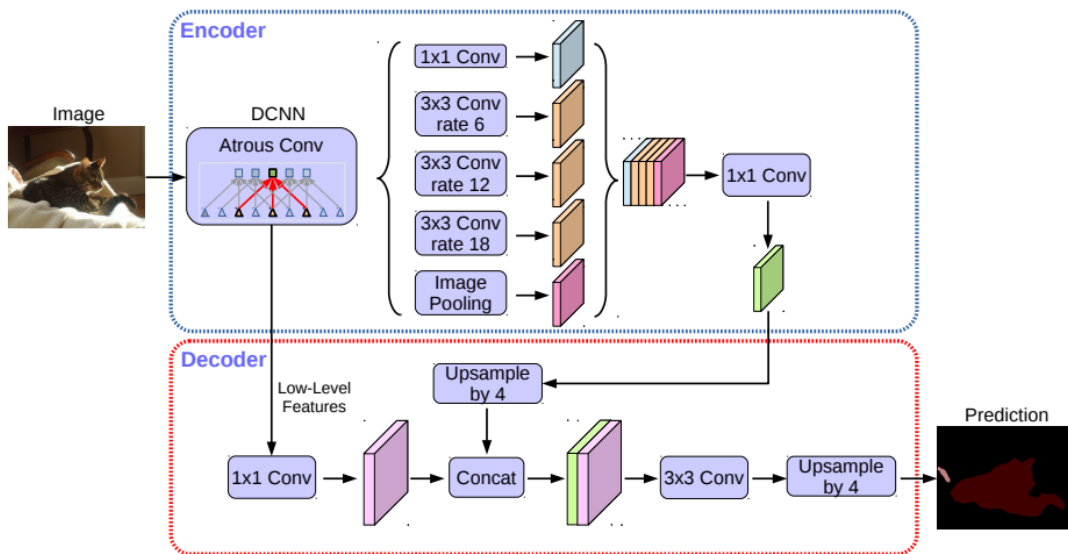 Encoder
Image
DCNN
Atrous Conv
1x1 Conv
3x3 Conv
rate 6
3x3 Conv
rate 12
3x3 Conv
rate 18
Image
Pooling
1x1 Conv
Decoder
Low-Level
Features
Upsample
by 4
1x1 Conv
Concat
3x3 Conv
Upsample
by 4
Prediction